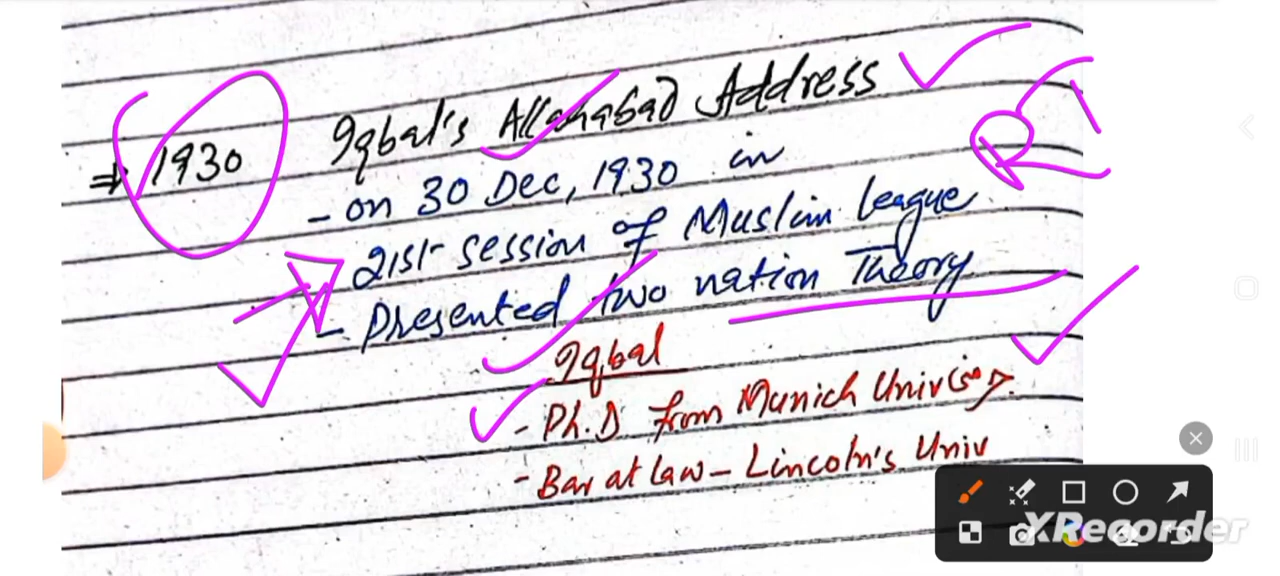 ⇒ 1930 Iqbal's Allahabad Address
- on 30 Dec, 1930 in
21st session of Muslim League
- Presented two nation Theory
Iqbal
- Ph.D from Munich
- Bar at Law - Lincoln's Univ
XRecorder